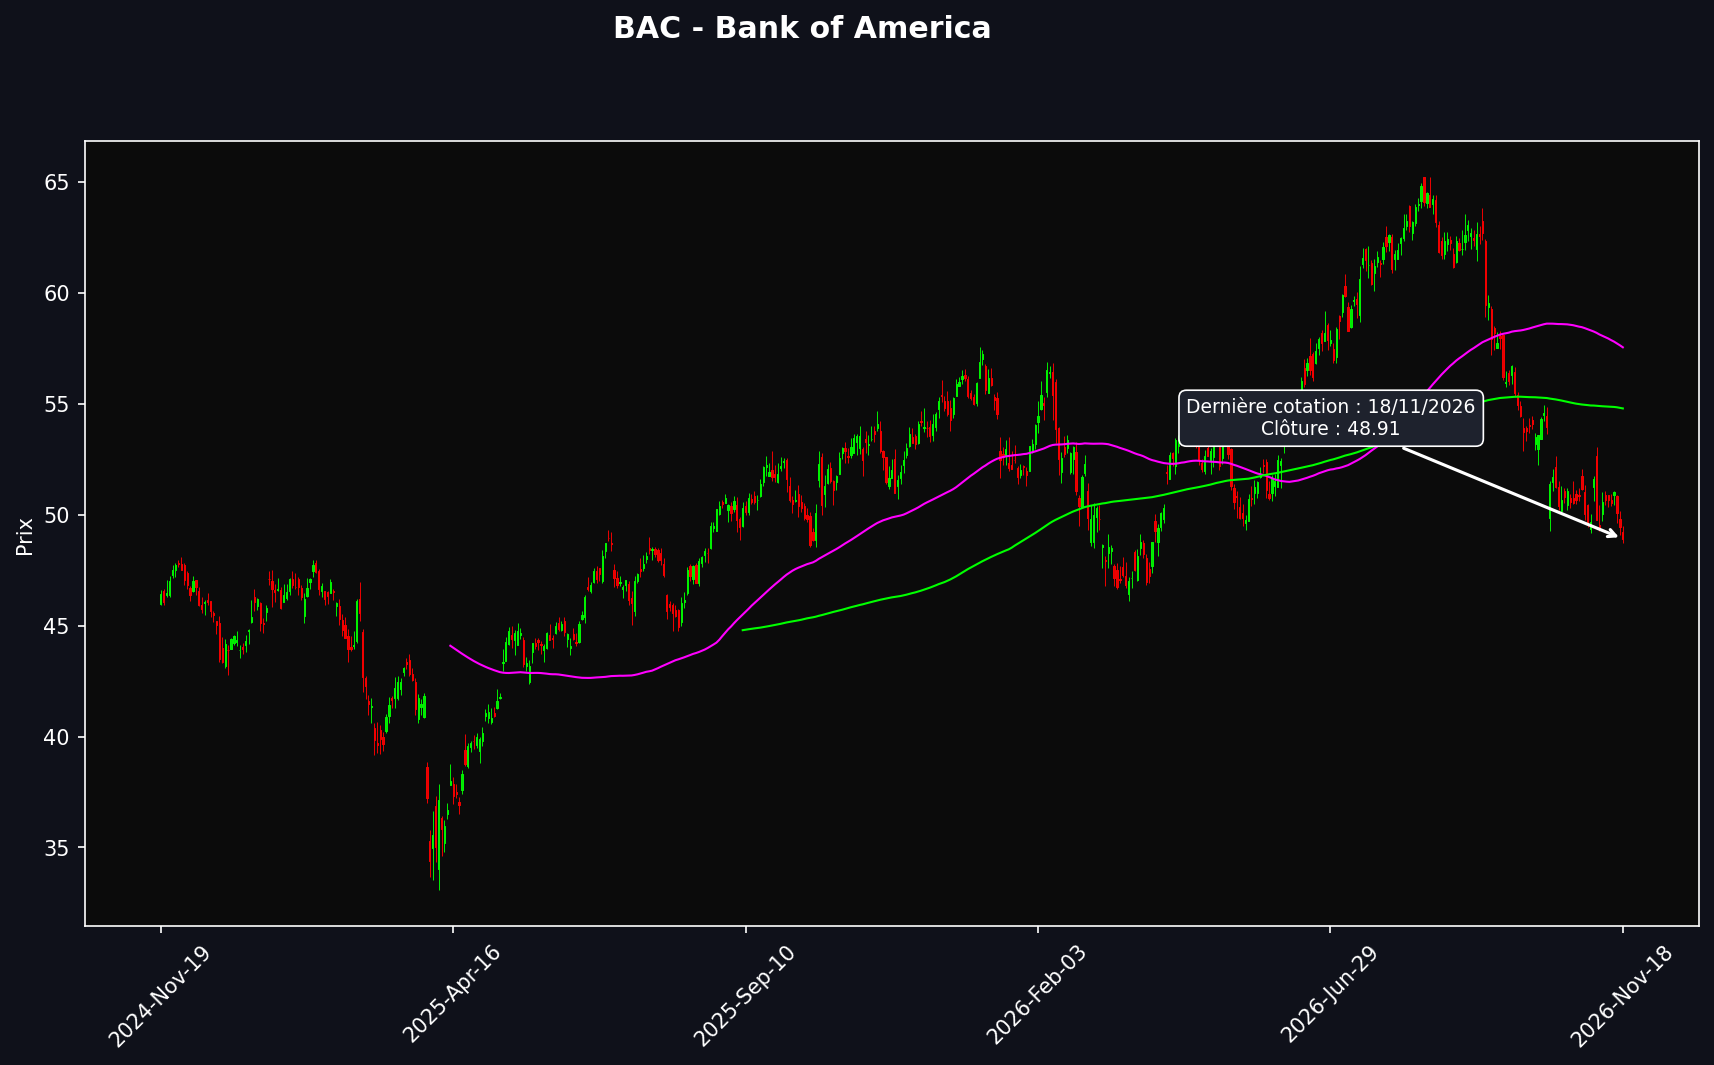 BAC - Bank of America
Prix
65
60
55
50
45
40
35
Dernière cotation : 18/11/2026
Clôture : 48.91
2024-Nov-19
2025-Apr-16
2025-Sep-10
2026-Feb-03
2026-Jun-29
2026-Nov-18